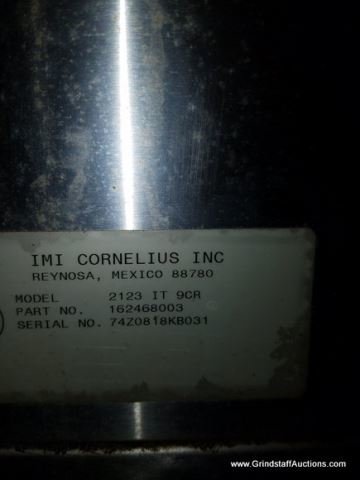 IMI CORNELIUS INC
REYNOSA, MEXICO 88780
MODEL 2123 IT 9CR
PART NO. 162468003
SERIAL NO. 74Z0818KB031
www.GrindstaffAuctions.com